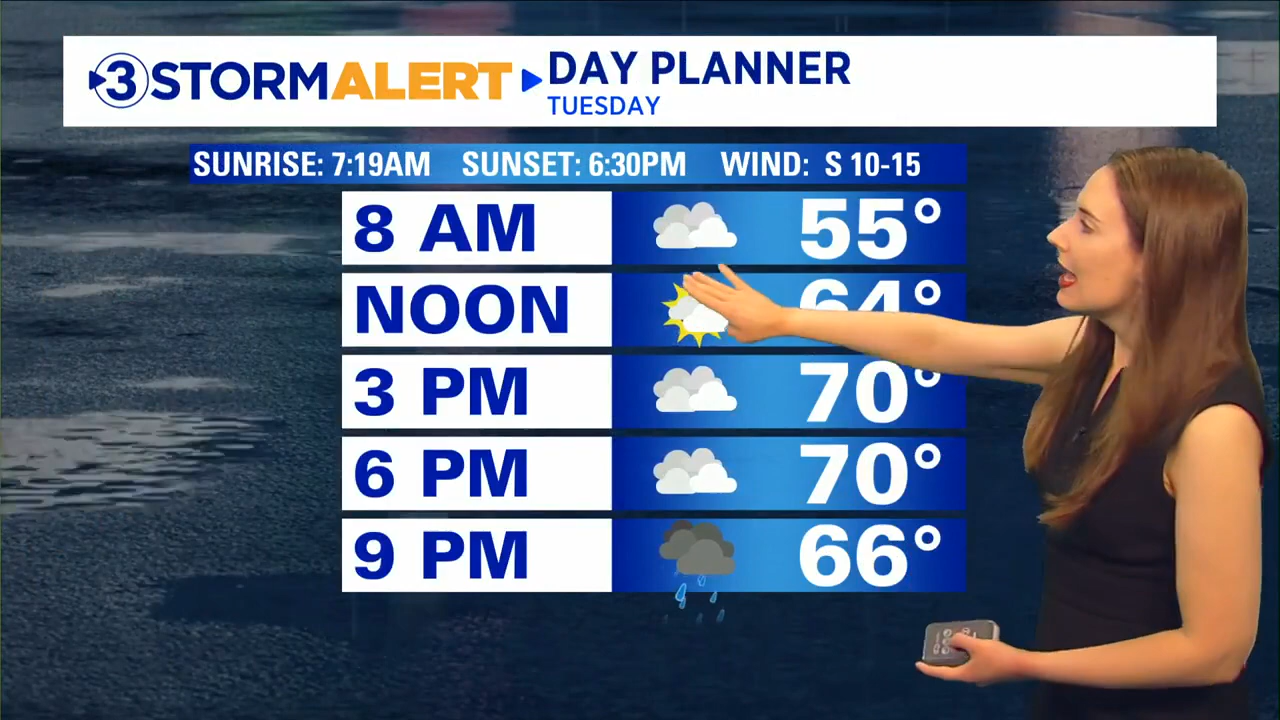 3 STORMALERT
DAY PLANNER
TUESDAY
SUNRISE: 7:19AM SUNSET: 6:30PM WIND: S 10-15
8 AM 55°
NOON 64°
3 PM 70°
6 PM 70°
9 PM 66°